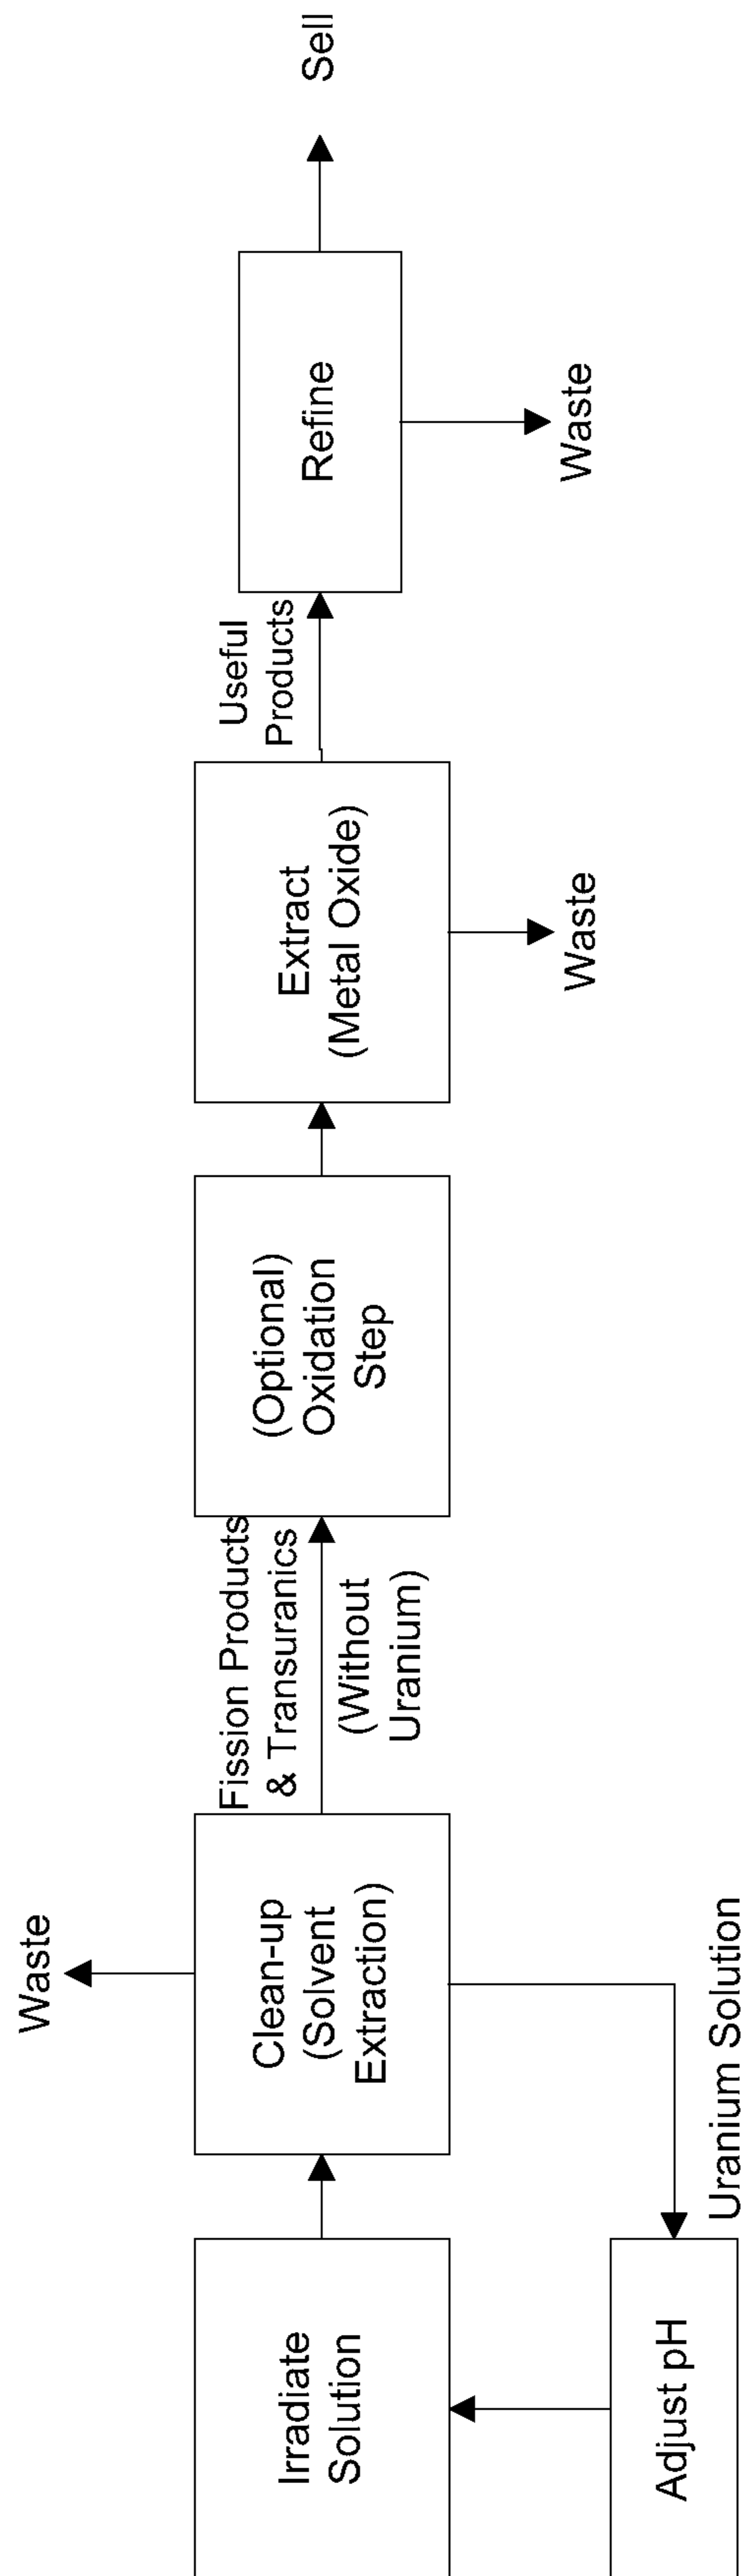 Irradiate
Solution
Adjust pH
Uranium Solution
Waste
Clean-up
(Solvent
Extraction)
Fission Products
& Transuranics
(Without
Uranium)
(Optional)
Oxidation
Step
Extract
(Metal Oxide)
Waste
Useful
Products
Refine
Waste
Sell